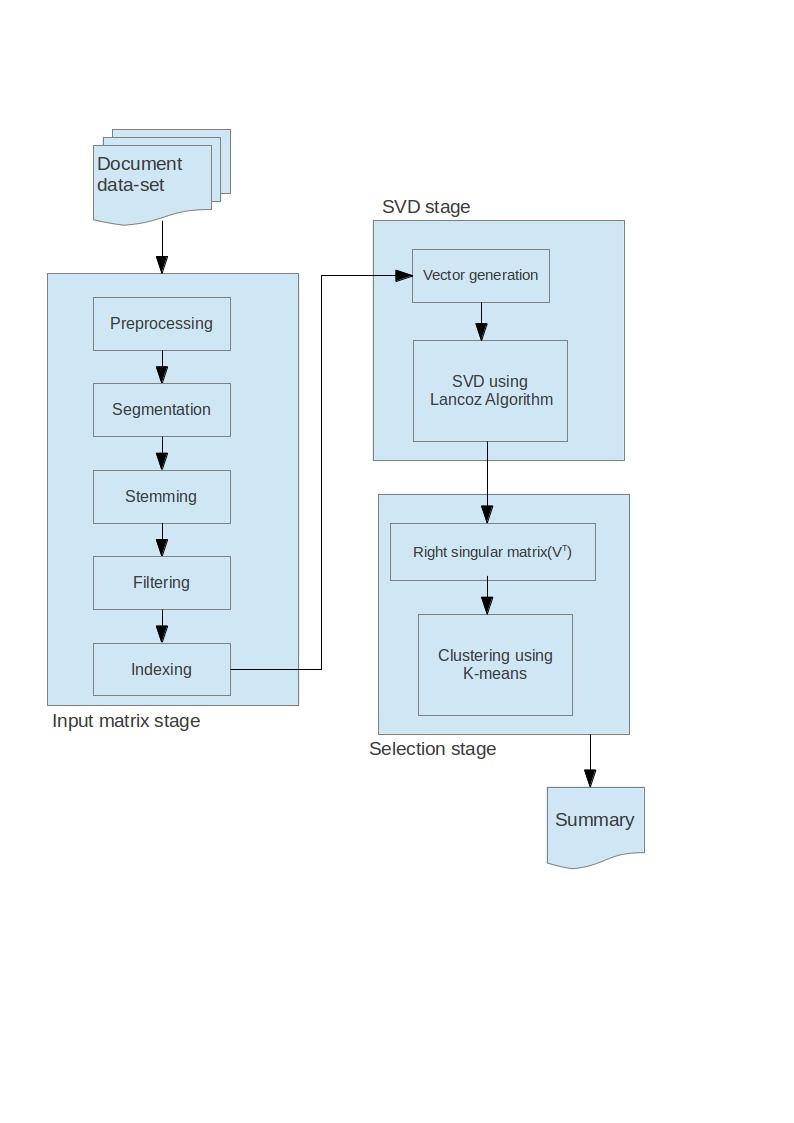 Document
data-set
Preprocessing
Segmentation
Stemming
Filtering
Indexing
Input matrix stage
SVD stage
Vector generation
SVD using
Lancoz Algorithm
Right singular matrix(Vᵀ)
Clustering using
K-means
Selection stage
Summary